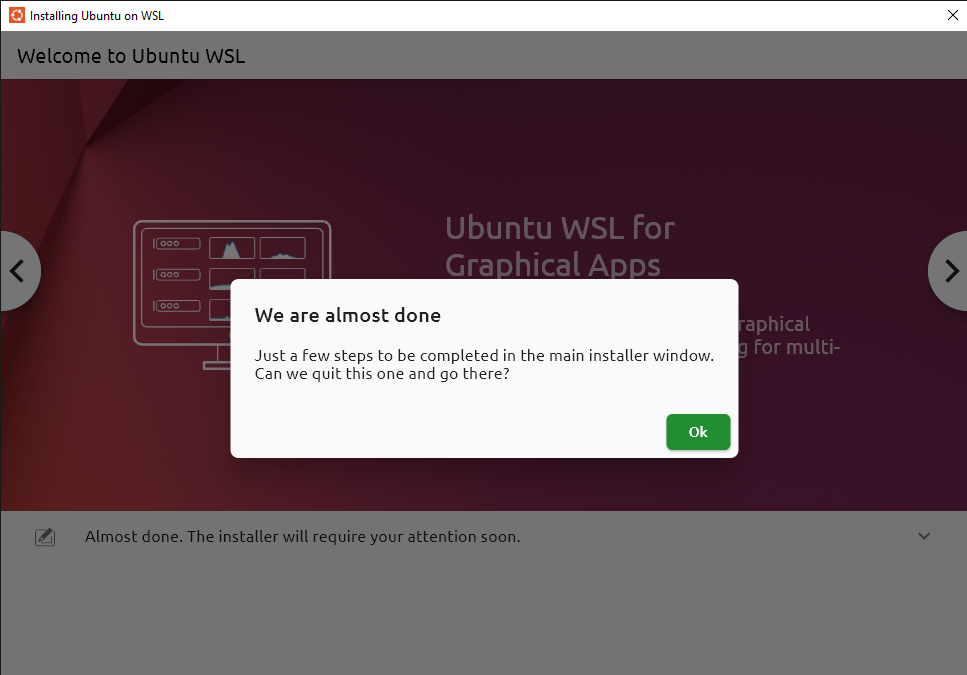 Installing Ubuntu on WSL
Welcome to Ubuntu WSL
Ubuntu WSL for
Graphical Apps
raphical
g for multi-
We are almost done
Just a few steps to be completed in the main installer window.
Can we quit this one and go there?
Ok
Almost done. The installer will require your attention soon.